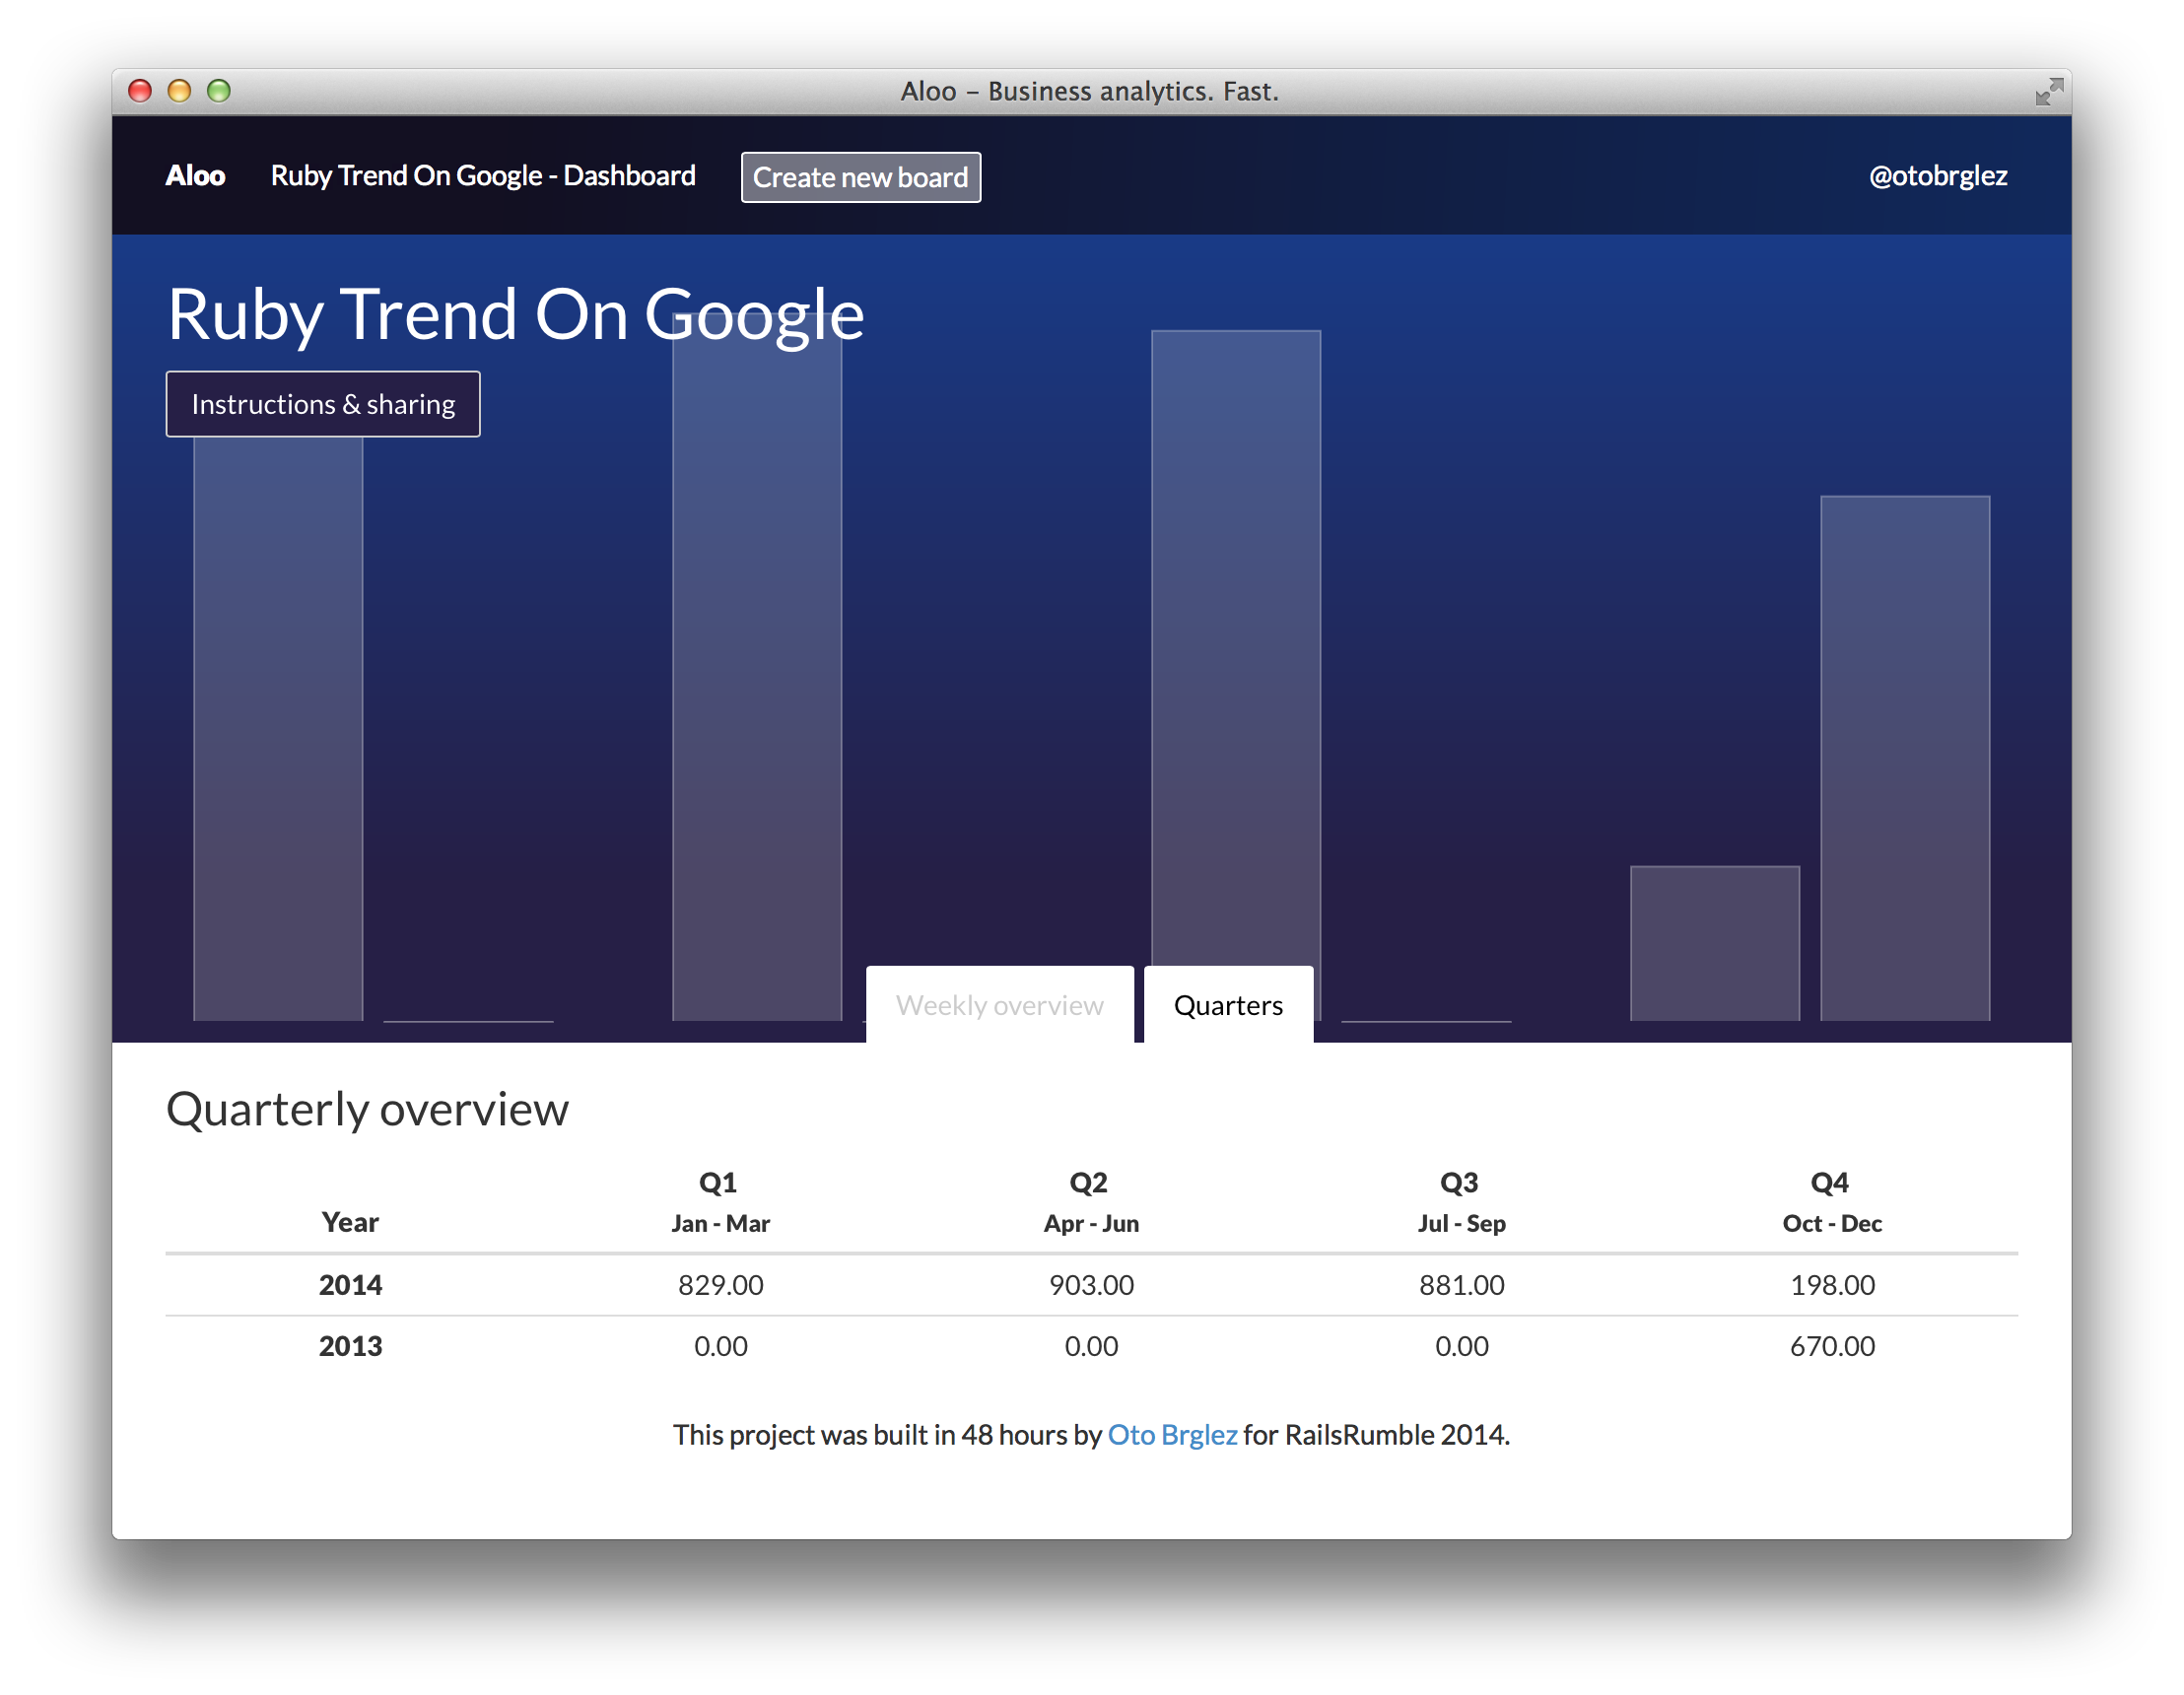 Aloo – Business analytics. Fast.
Aloo Ruby Trend On Google - Dashboard Create new board @otobrglez
Ruby Trend On Google
Instructions & sharing
Weekly overview Quarters
Quarterly overview
Q1 Q2 Q3 Q4
Year Jan - Mar Apr - Jun Jul - Sep Oct - Dec
2014 829.00 903.00 881.00 198.00
2013 0.00 0.00 0.00 670.00
This project was built in 48 hours by Oto Brglez for RailsRumble 2014.